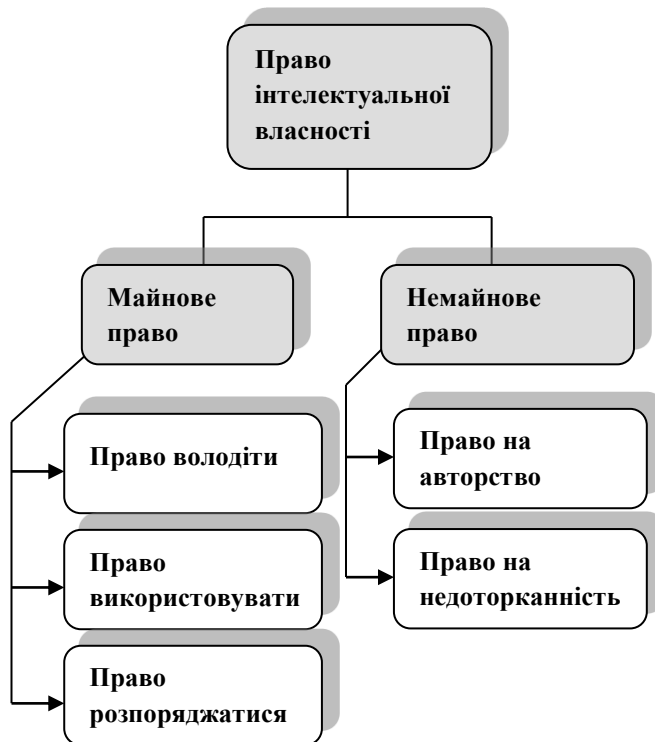 Право
інтелектуальної
власності
Майнове
право
Немайнове
право
Право володіти
Право
використовувати
Право
розпоряджатися
Право на
авторство
Право на
недоторканність